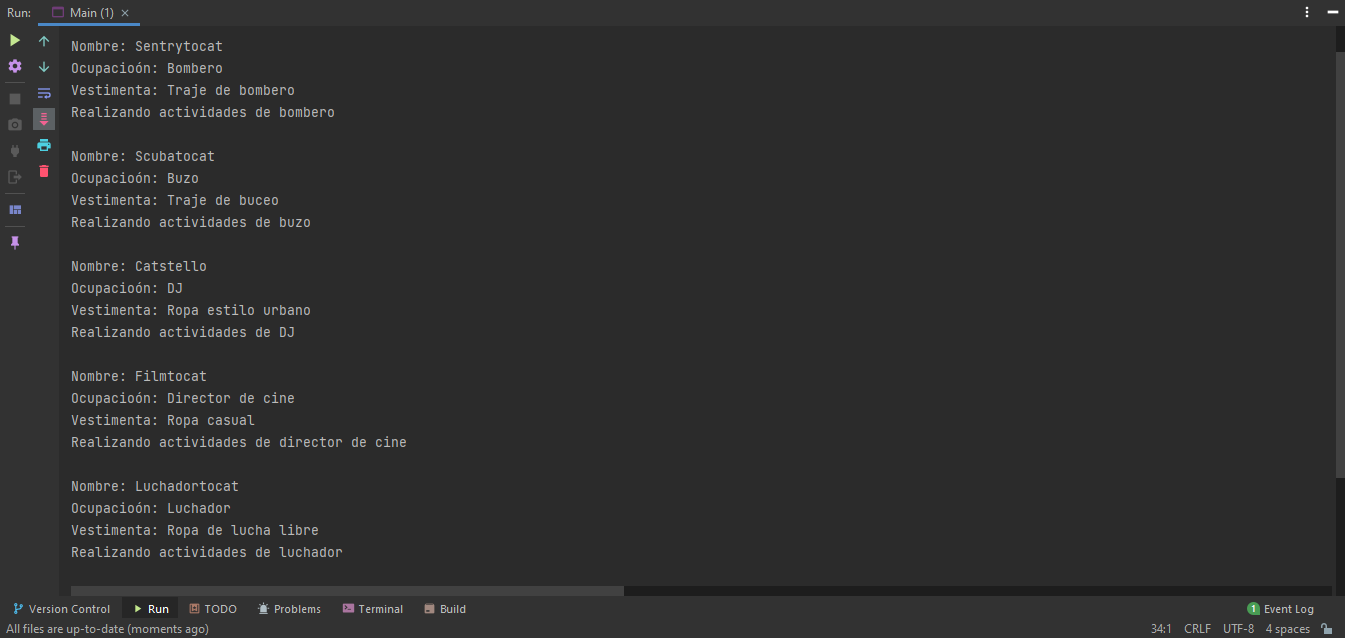 Run: Main (1) ×
Nombre: Sentrytocat
Ocupacioón: Bombero
Vestimenta: Traje de bombero
Realizando actividades de bombero
Nombre: Scubatocat
Ocupacioón: Buzo
Vestimenta: Traje de buceo
Realizando actividades de buzo
Nombre: Catstello
Ocupacioón: DJ
Vestimenta: Ropa estilo urbano
Realizando actividades de DJ
Nombre: Filmtocat
Ocupacioón: Director de cine
Vestimenta: Ropa casual
Realizando actividades de director de cine
Nombre: Luchadortocat
Ocupacioón: Luchador
Vestimenta: Ropa de lucha libre
Realizando actividades de luchador
Version Control Run TODO Problems Terminal Build 1 Event Log
All files are up-to-date (moments ago) 34:1 CRLF UTF-8 4 spaces